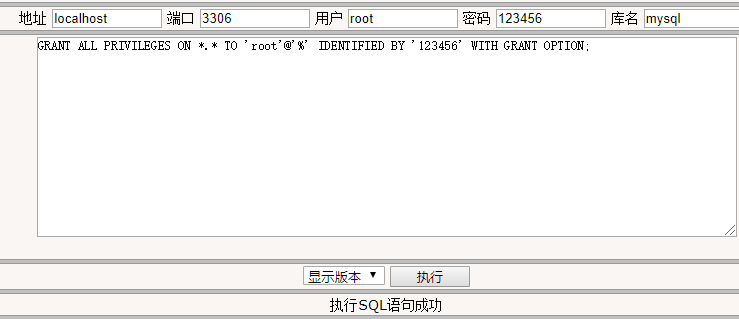 地址 localhost 端口 3306 用户 root 密码 123456 库名 mysql
GRANT ALL PRIVILEGES ON *.* TO 'root'@'%' IDENTIFIED BY '123456' WITH GRANT OPTION;
显示版本 执行
执行SQL语句成功